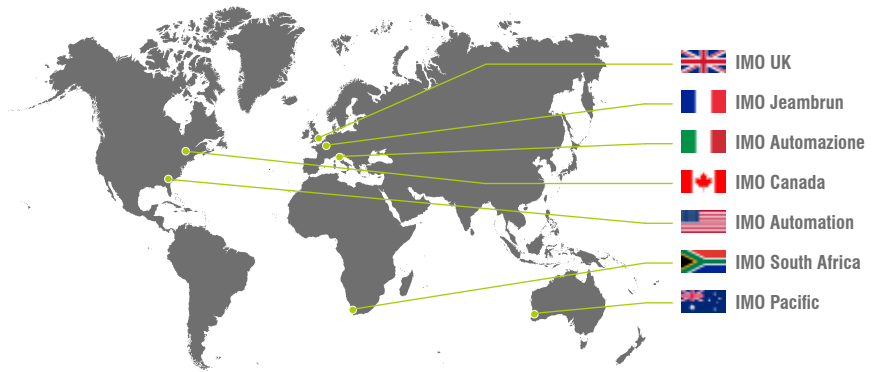 IMO UK
IMO Jeambrun
IMO Automazione
IMO Canada
IMO Automation
IMO South Africa
IMO Pacific